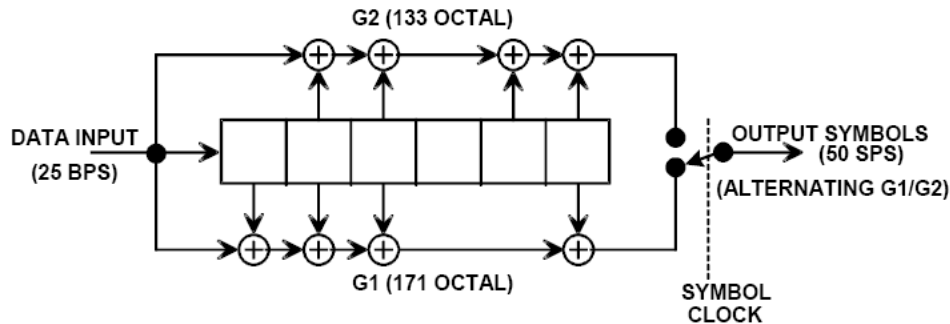 G2 (133 OCTAL)
DATA INPUT
(25 BPS)
OUTPUT SYMBOLS
(50 SPS)
(ALTERNATING G1/G2)
G1 (171 OCTAL)
SYMBOL
CLOCK